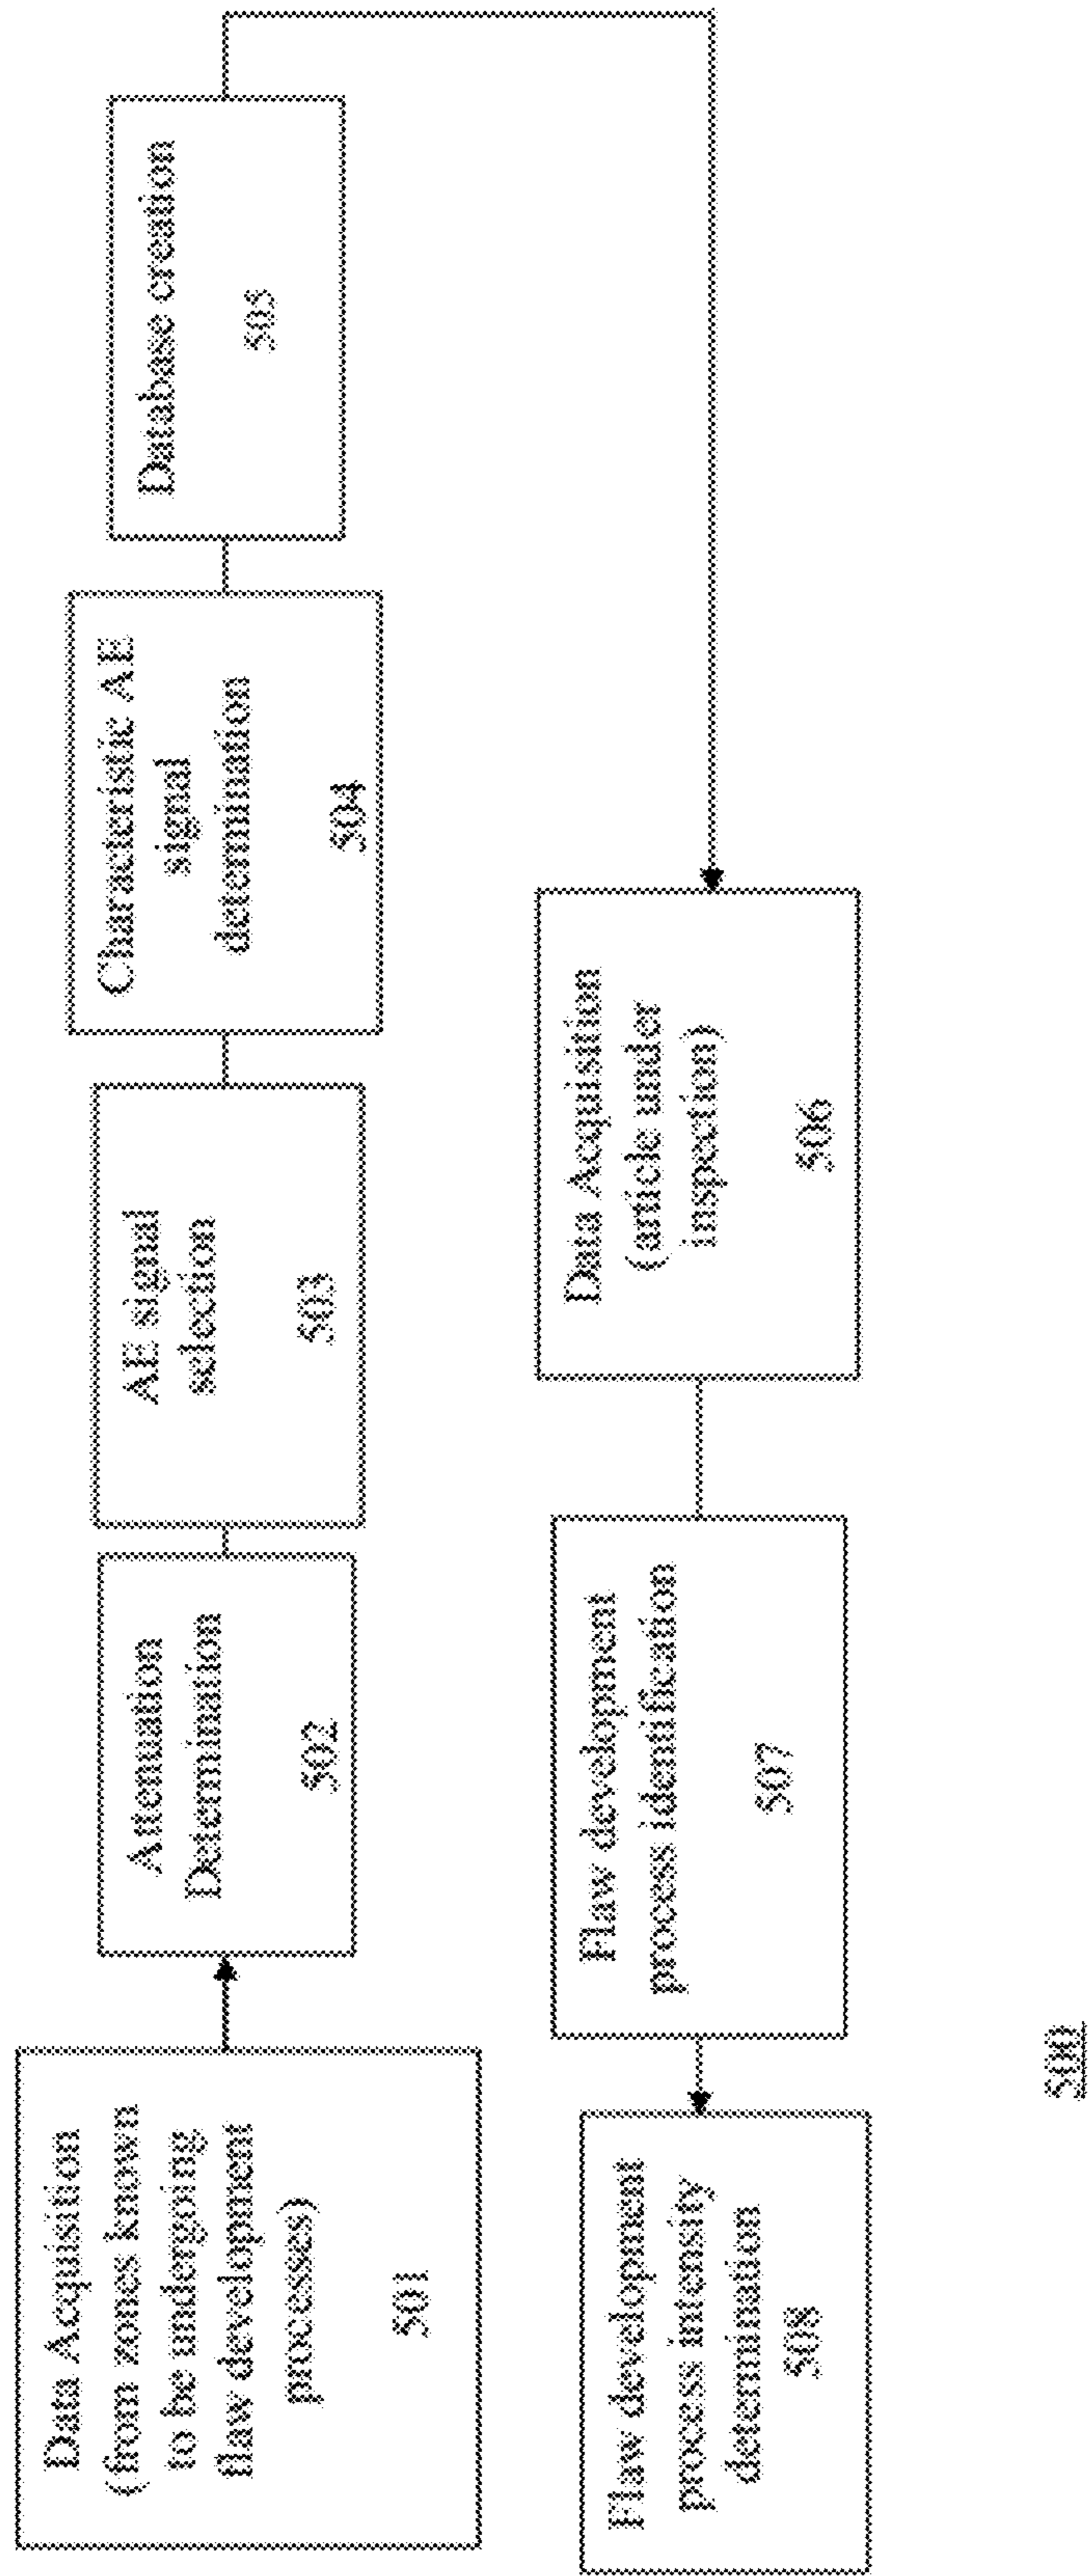 Data Acquisition
(from zones known
to be undergoing
flaw development
processes)
501
Attenuation
Determination
502
AE signal
selection
503
Characteristic AE
signal
determination
504
Database creation
505
Data Acquisition
(article under
inspection)
506
Flaw development
process identification
507
Flaw development
process intensity
determination
508
500